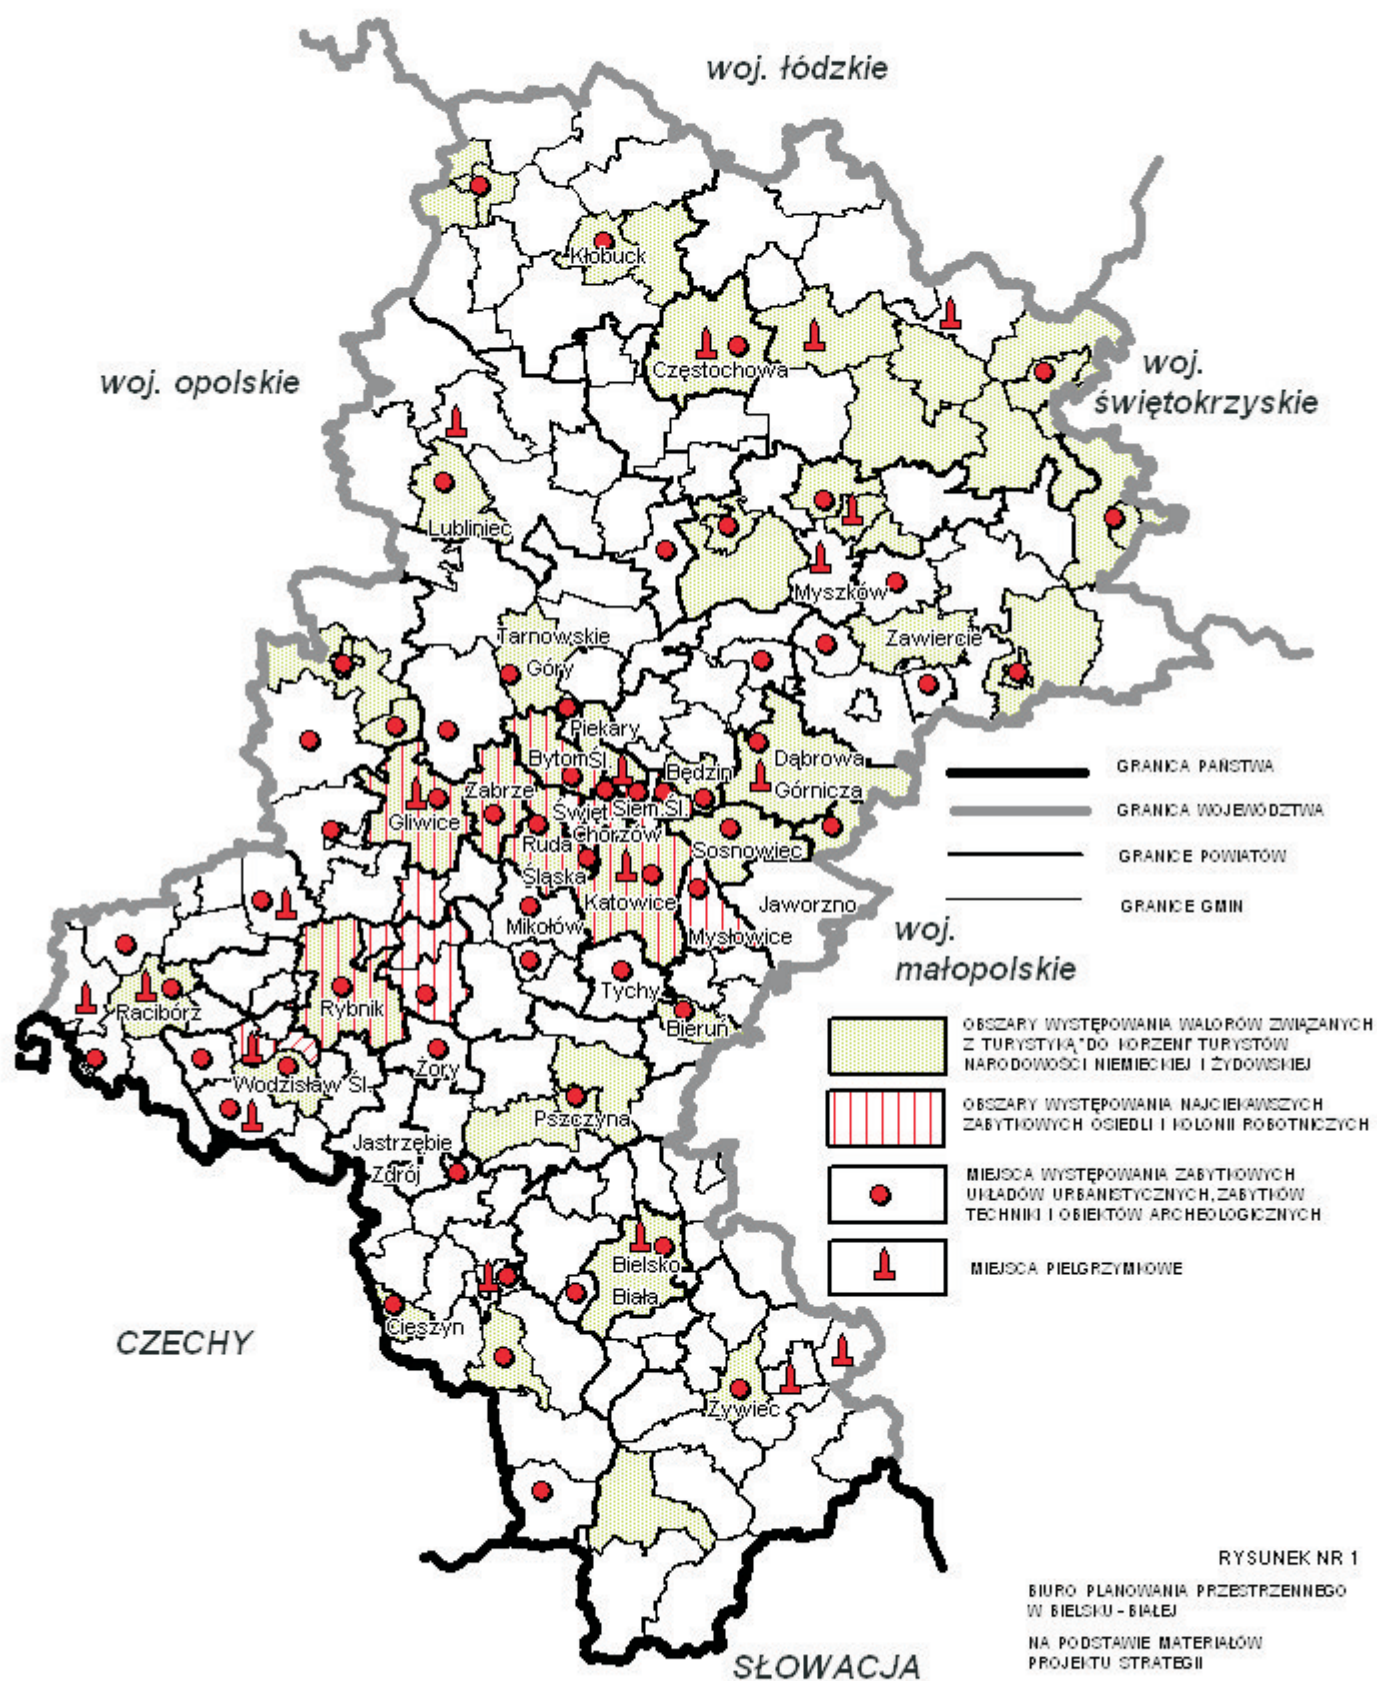 woj. łódzkie
Kłobuck
Częstochowa
woj. opolskie
woj.
świętokrzyskie
Lubliniec
Myszków
Tarnowskie
Góry
Zawiercie
Piekary
Bytom Śl.
Będzin
Dąbrowa
Górnicza
Zabrze
Gliwice
Święt.
Siem.Śl.
Chorzów
Ruda
Śląska
Sosnowiec
Katowice
Jaworzno
Mikołów
Mysłowice
woj.
małopolskie
Racibórz
Rybnik
Tychy
Bieruń
Żory
Wodzisław Śl.
Pszczyna
Jastrzębie
Zdrój
Bielsko
Biała
Cieszyn
CZECHY
Żywiec
SŁOWACJA
GRANICA PAŃSTWA
GRANICA WOJEWÓDZTWA
GRANICE POWIATÓW
GRANICE GMIN
OBSZARY WYSTĘPOWANIA WALORÓW ZWIĄZANYCH
Z TURYSTYKĄ "DO KORZENI" TURYSTÓW
NARODOWOŚCI NIEMIECKIEJ I ŻYDOWSKIEJ
OBSZARY WYSTĘPOWANIA NAJCIEKAWSZYCH
ZABYTKOWYCH OSIEDLI I KOLONII ROBOTNICZYCH
MIEJSCA WYSTĘPOWANIA ZABYTKOWYCH
UKŁADÓW URBANISTYCZNYCH, ZABYTKÓW
TECHNIKI I OBIEKTÓW ARCHEOLOGICZNYCH
MIEJSCA PIELGRZYMKOWE
RYSUNEK NR 1
BIURO PLANOWANIA PRZESTRZENNEGO
W BIELSKU - BIAŁEJ
NA PODSTAWIE MATERIAŁÓW
PROJEKTU STRATEGII